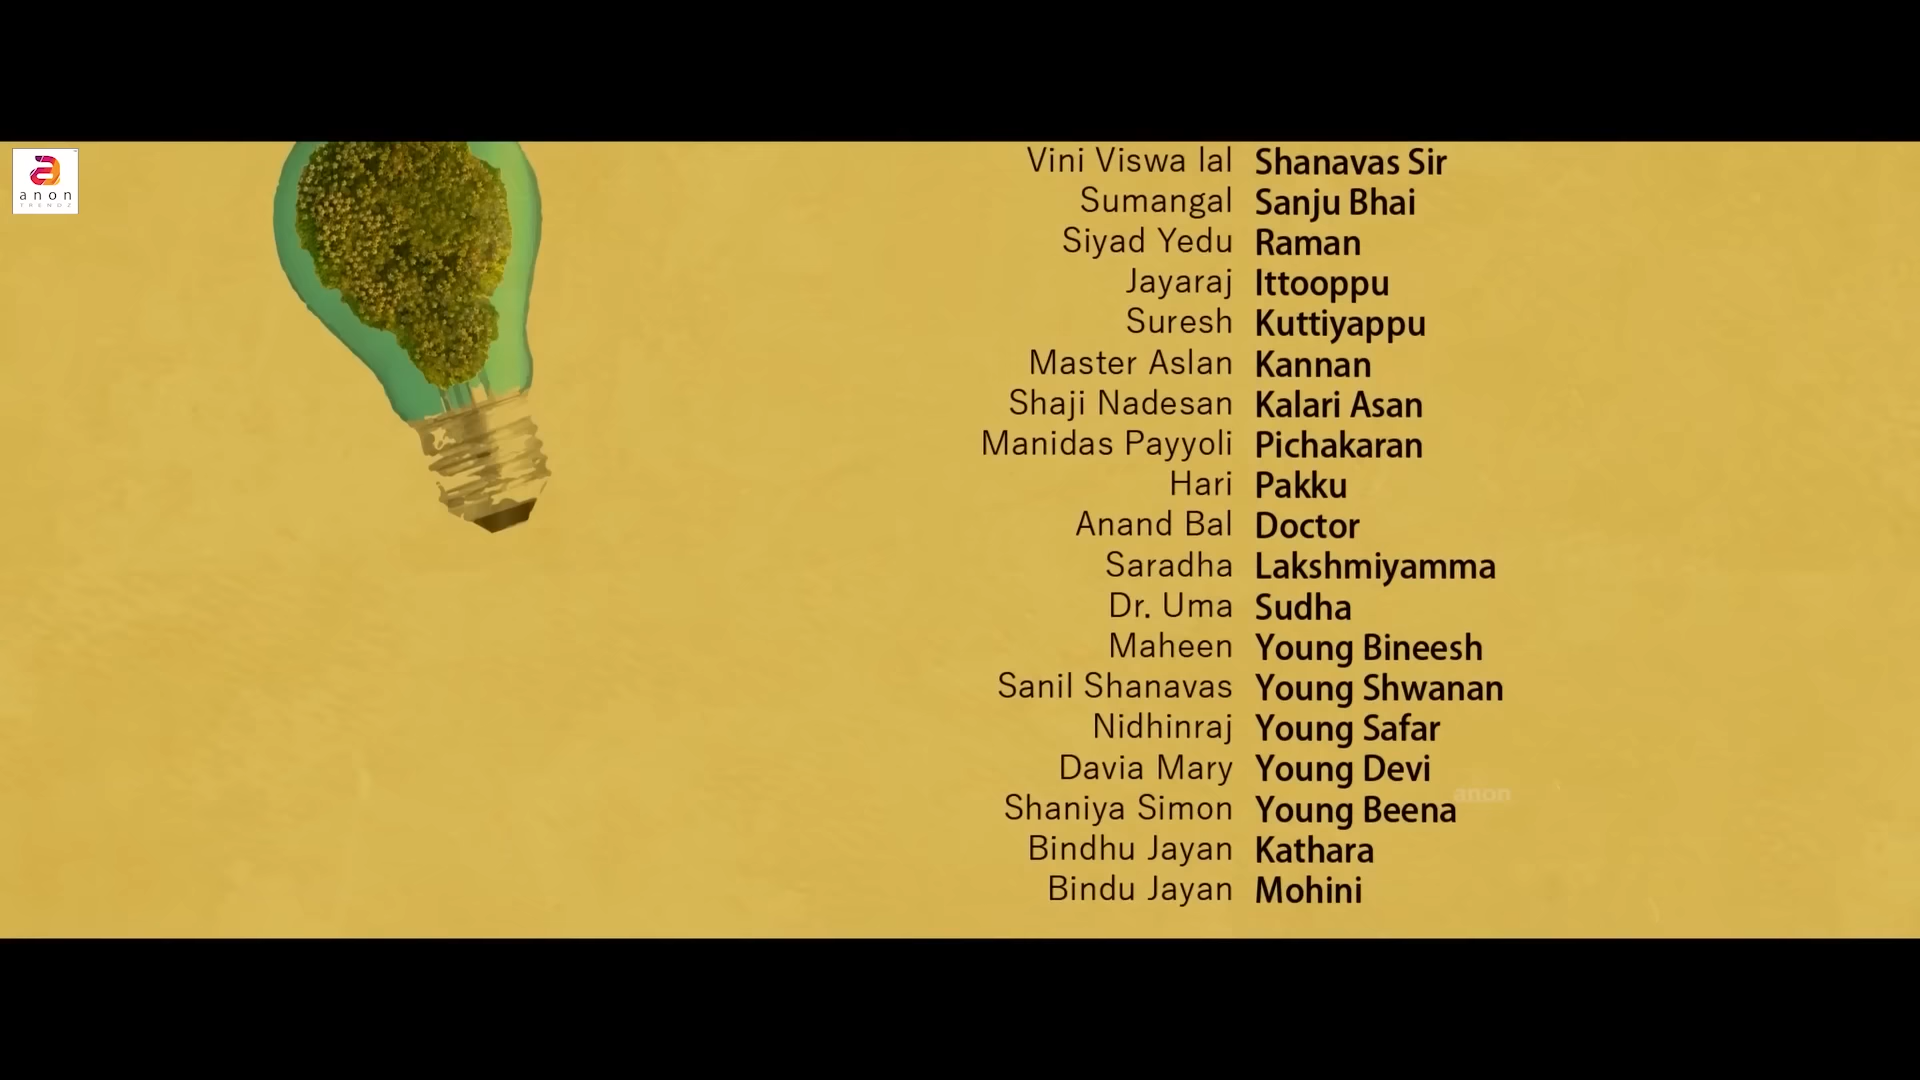 anon
TRENDZ
Vini Viswa lal Shanavas Sir
Sumangal Sanju Bhai
Siyad Yedu Raman
Jayaraj Ittooppu
Suresh Kuttiyappu
Master Aslan Kannan
Shaji Nadesan Kalari Asan
Manidas Payyoli Pichakaran
Hari Pakku
Anand Bal Doctor
Saradha Lakshmiyamma
Dr. Uma Sudha
Maheen Young Bineesh
Sanil Shanavas Young Shwanan
Nidhinraj Young Safar
Davia Mary Young Devi
anon
Shaniya Simon Young Beena
Bindhu Jayan Kathara
Bindu Jayan Mohini